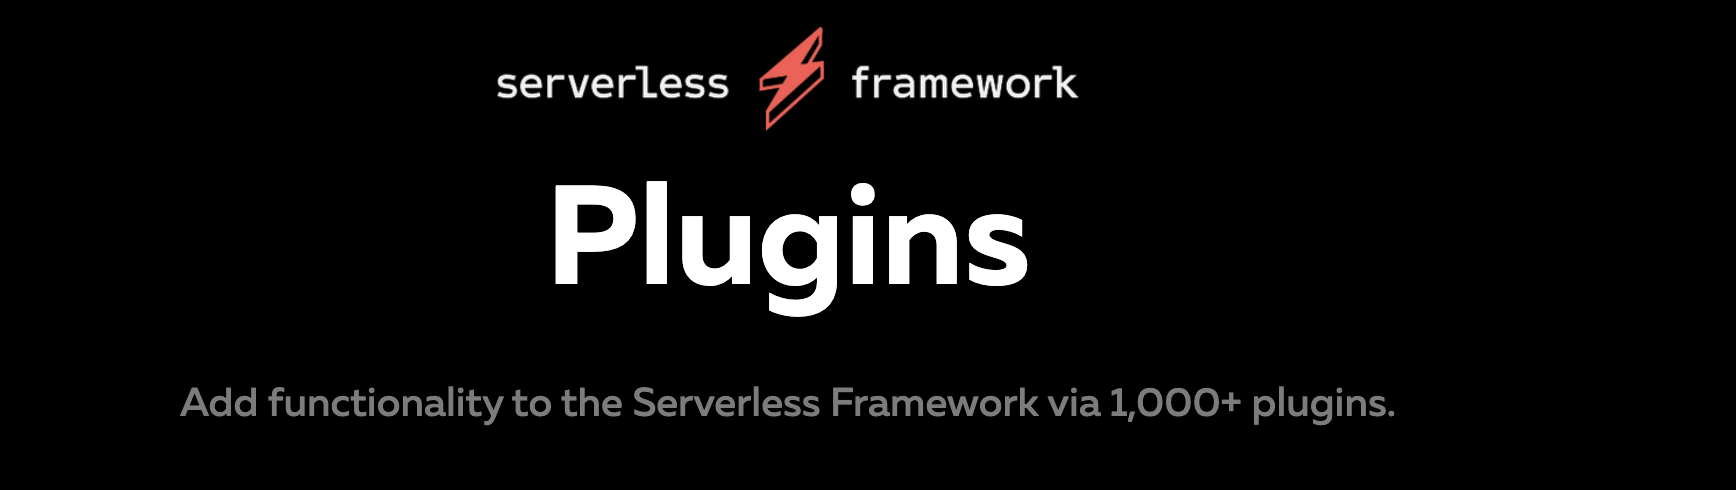 serverless framework
Plugins
Add functionality to the Serverless Framework via 1,000+ plugins.